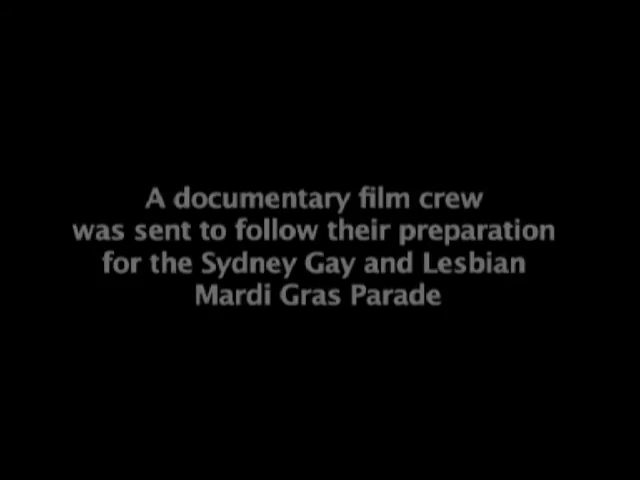 A documentary film crew
was sent to follow their preparation
for the Sydney Gay and Lesbian
Mardi Gras Parade